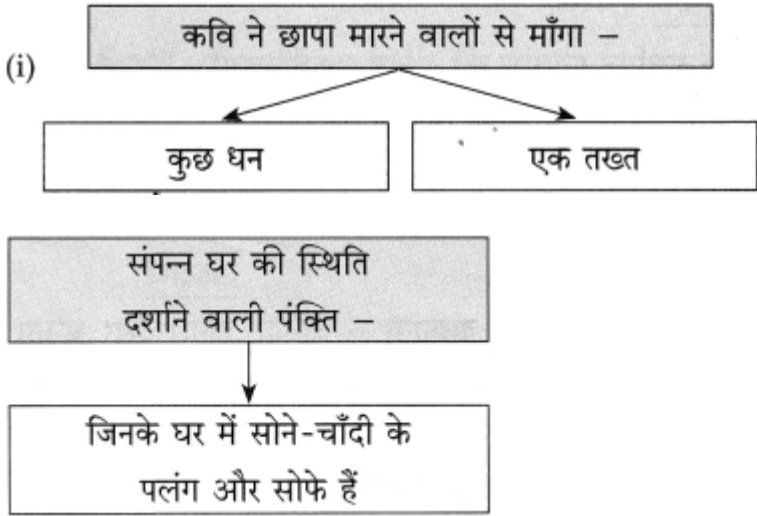 (i)
कवि ने छापा मारने वालों से माँगा –
कुछ धन
एक तख्त
संपन्न घर की स्थिति
दर्शाने वाली पंक्ति –
जिनके घर में सोने-चाँदी के
पलंग और सोफे हैं